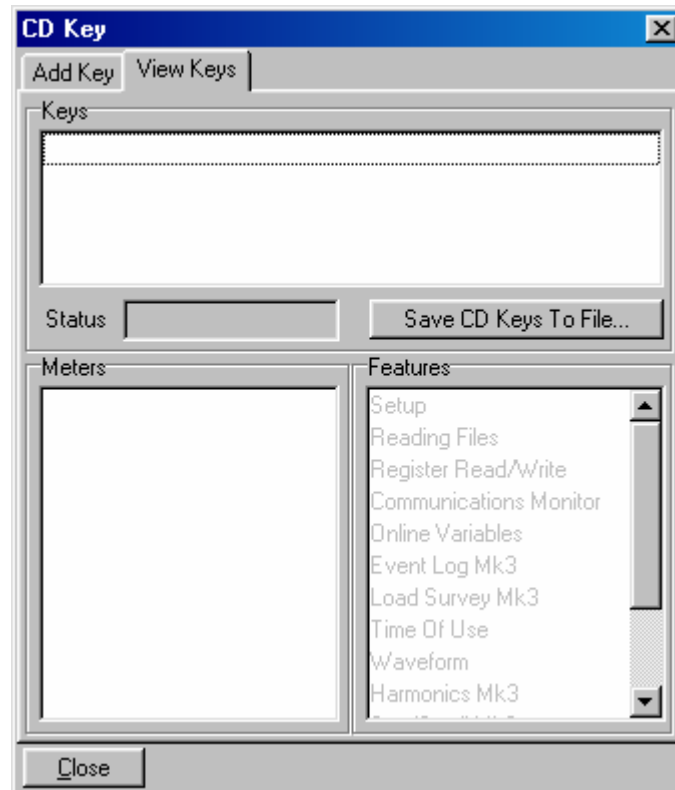 CD Key
Add Key View Keys
Keys
Status Save CD Keys To File...
Meters
Features
Setup
Reading Files
Register Read/Write
Communications Monitor
Online Variables
Event Log Mk3
Load Survey Mk3
Time Of Use
Waveform
Harmonics Mk3
Close